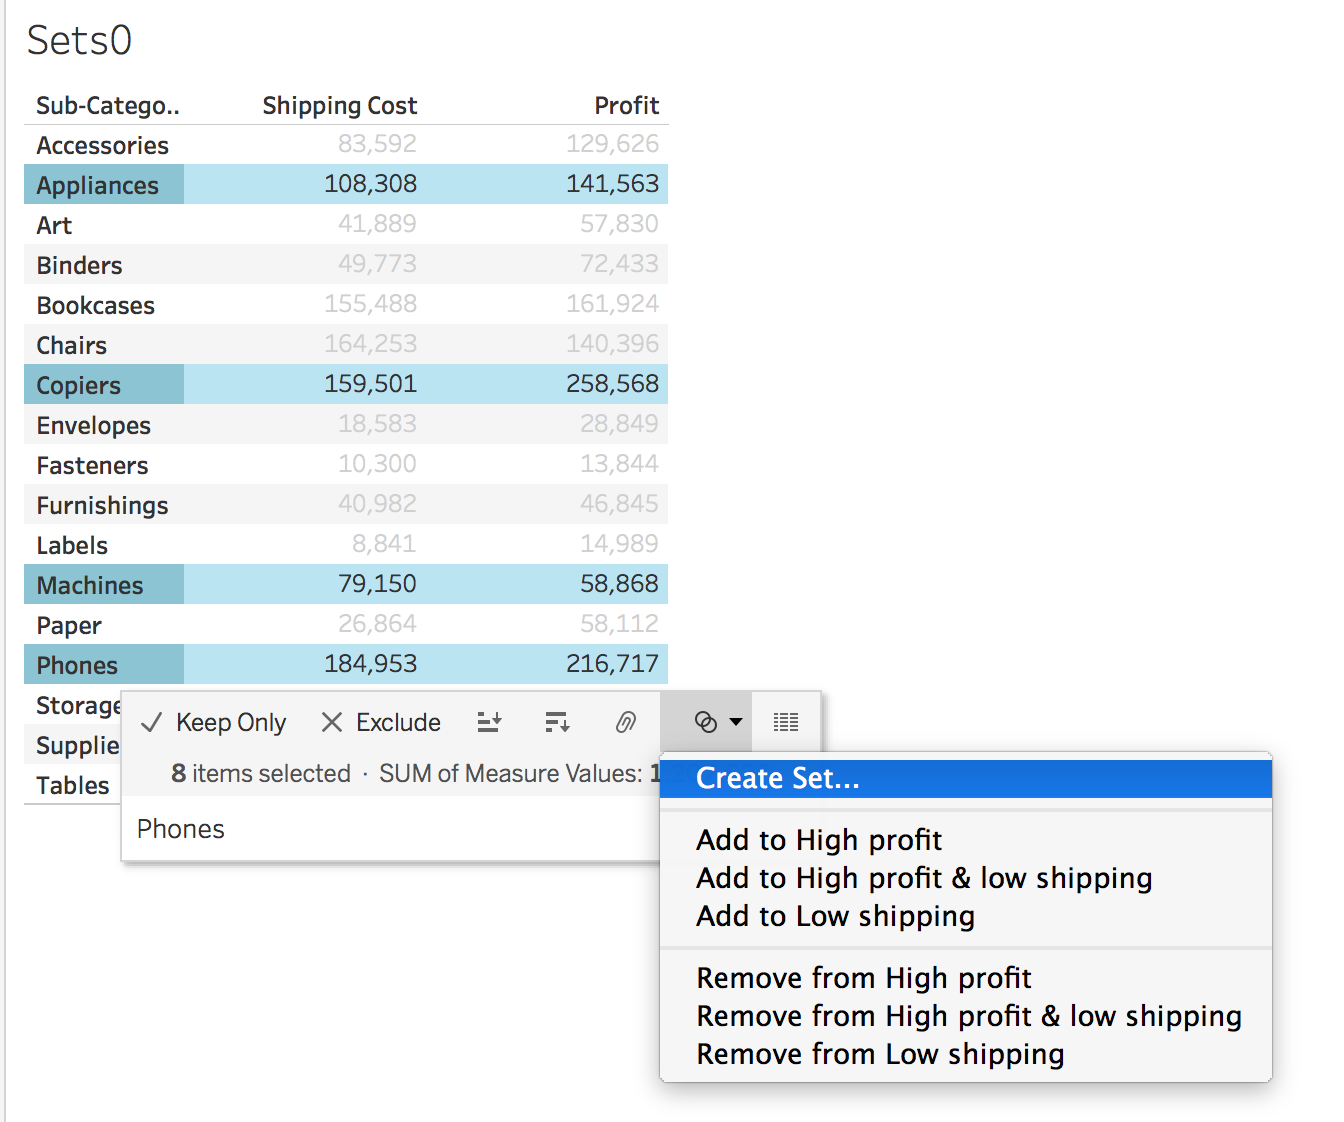 Sets0
Sub-Catego.. Shipping Cost Profit
Accessories 83,592 129,626
Appliances 108,308 141,563
Art 41,889 57,830
Binders 49,773 72,433
Bookcases 155,488 161,924
Chairs 164,253 140,396
Copiers 159,501 258,568
Envelopes 18,583 28,849
Fasteners 10,300 13,844
Furnishings 40,982 46,845
Labels 8,841 14,989
Machines 79,150 58,868
Paper 26,864 58,112
Phones 184,953 216,717
Storage
Supplie
Tables
Keep Only Exclude
8 items selected · SUM of Measure Values: 1
Phones
Create Set...
Add to High profit
Add to High profit & low shipping
Add to Low shipping
Remove from High profit
Remove from High profit & low shipping
Remove from Low shipping